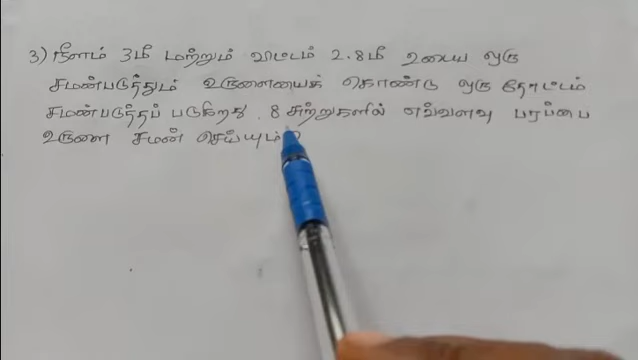 3) நீளம் 3மீ மற்றும் விட்டம் 2.8மீ உடைய ஒரு
சமன்படுத்தும் உருளையைக் கொண்டு ஒரு தோட்டம்
சமன்படுத்தப் படுகிறது. 8 சுற்றுகளில் எவ்வளவு பரப்பை
உருளை சமன் செய்யும்?